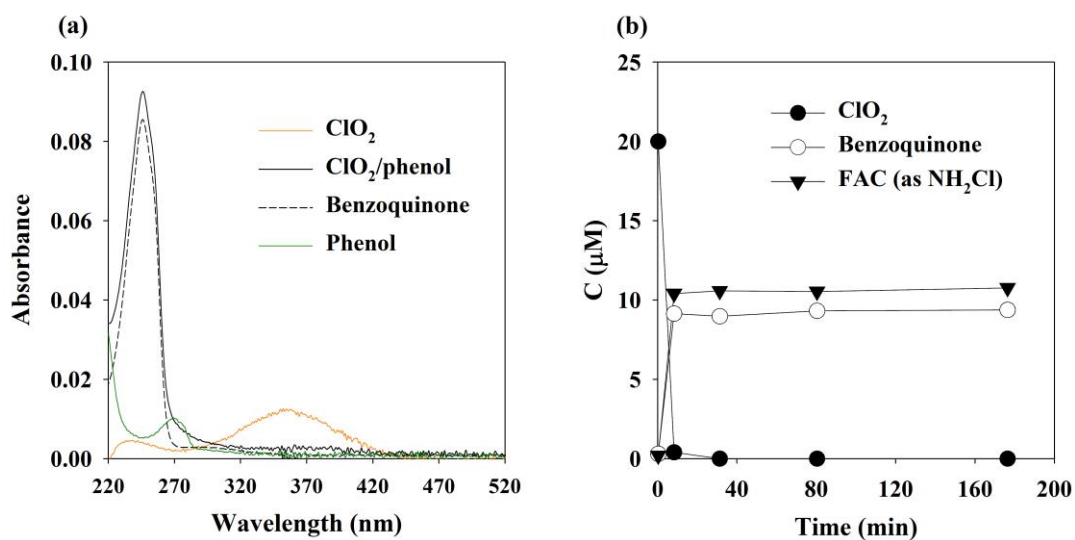 (a)
0.10
0.08
0.06
0.04
0.02
0.00
Absorbance
ClO₂
ClO₂/phenol
Benzoquinone
Phenol
220 270 320 370 420 470 520
Wavelength (nm)
(b)
25
20
15
10
5
0
C (μM)
ClO₂
Benzoquinone
FAC (as NH₂Cl)
0 40 80 120 160 200
Time (min)